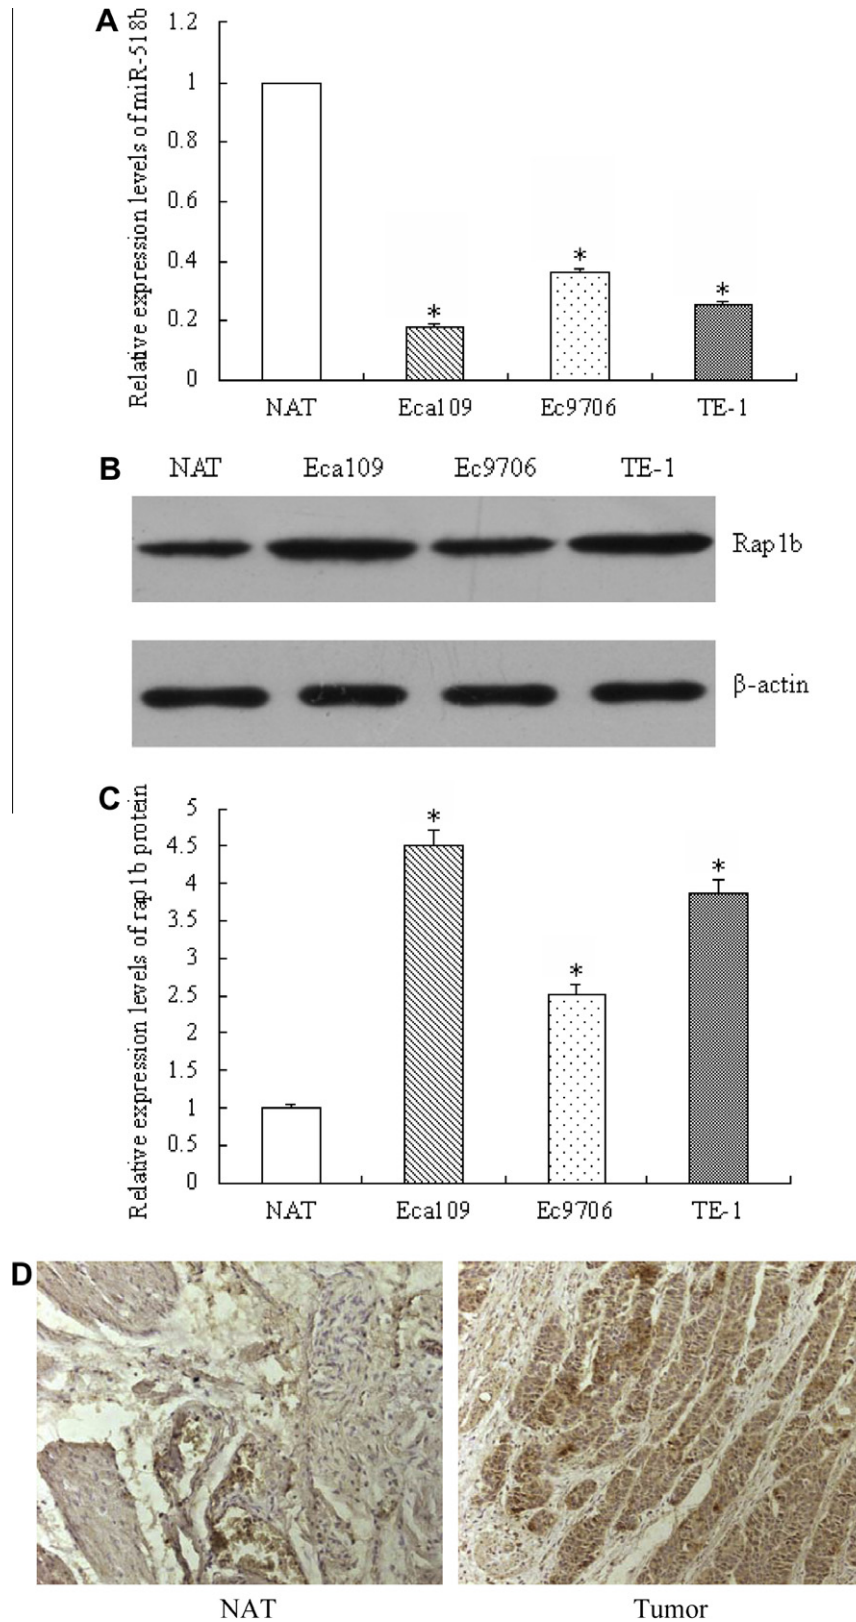 A
Relative expression levels of miR-518b
1.2
1
0.8
0.6
0.4
0.2
0
*
*
*
NAT Eca109 Ec9706 TE-1
B
NAT Eca109 Ec9706 TE-1
Rap1b
β-actin
C
Relative expression levels of rap1b protein
5
4.5
4
3.5
3
2.5
2
1.5
1
0.5
0
*
*
*
NAT Eca109 Ec9706 TE-1
D
NAT Tumor